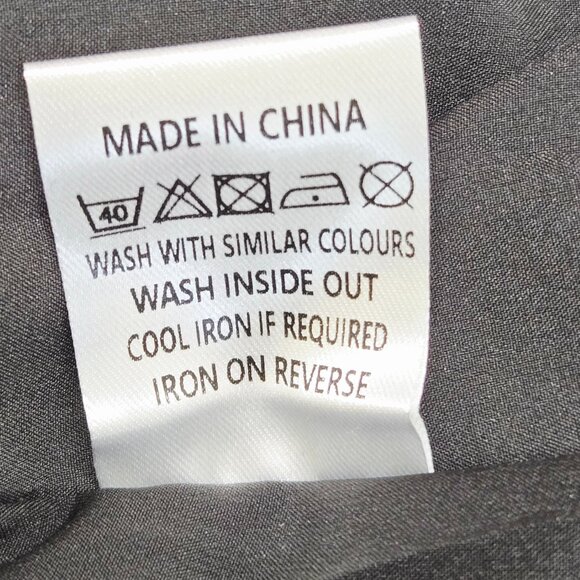 MADE IN CHINA
40
WASH WITH SIMILAR COLOURS
WASH INSIDE OUT
COOL IRON IF REQUIRED
IRON ON REVERSE